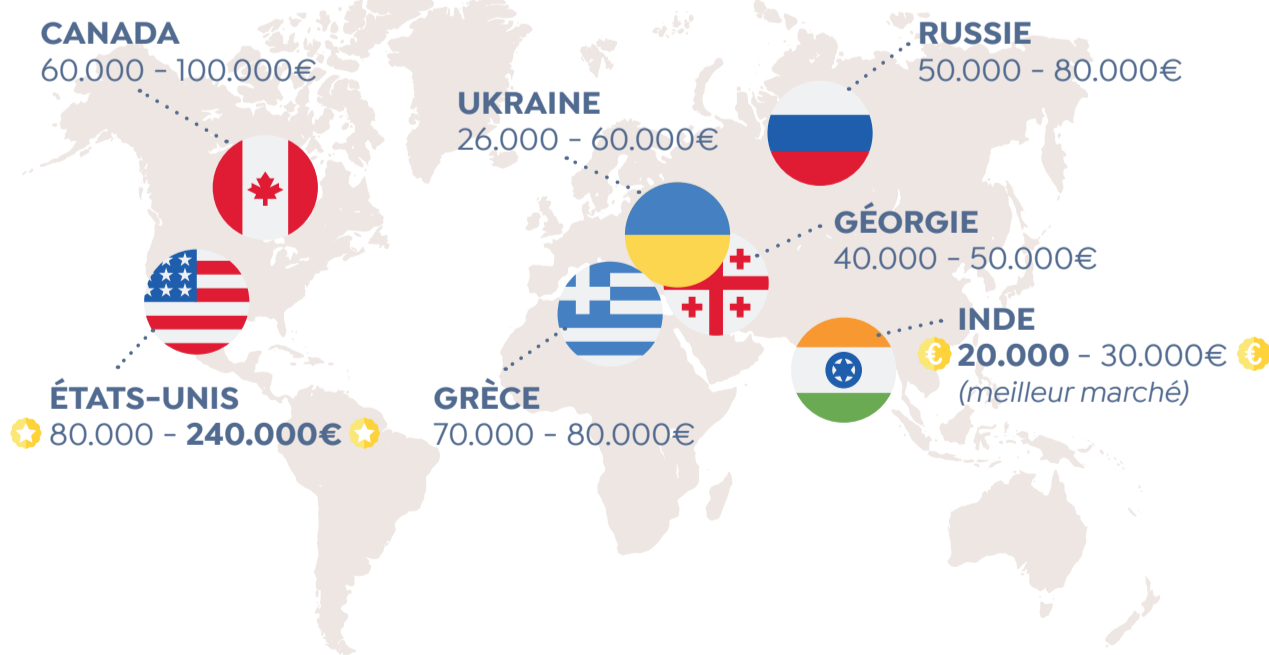 CANADA
60.000 - 100.000€
RUSSIE
50.000 - 80.000€
UKRAINE
26.000 - 60.000€
GÉORGIE
40.000 - 50.000€
INDE
€ 20.000 - 30.000€ €
(meilleur marché)
ÉTATS-UNIS
80.000 - 240.000€
GRÈCE
70.000 - 80.000€